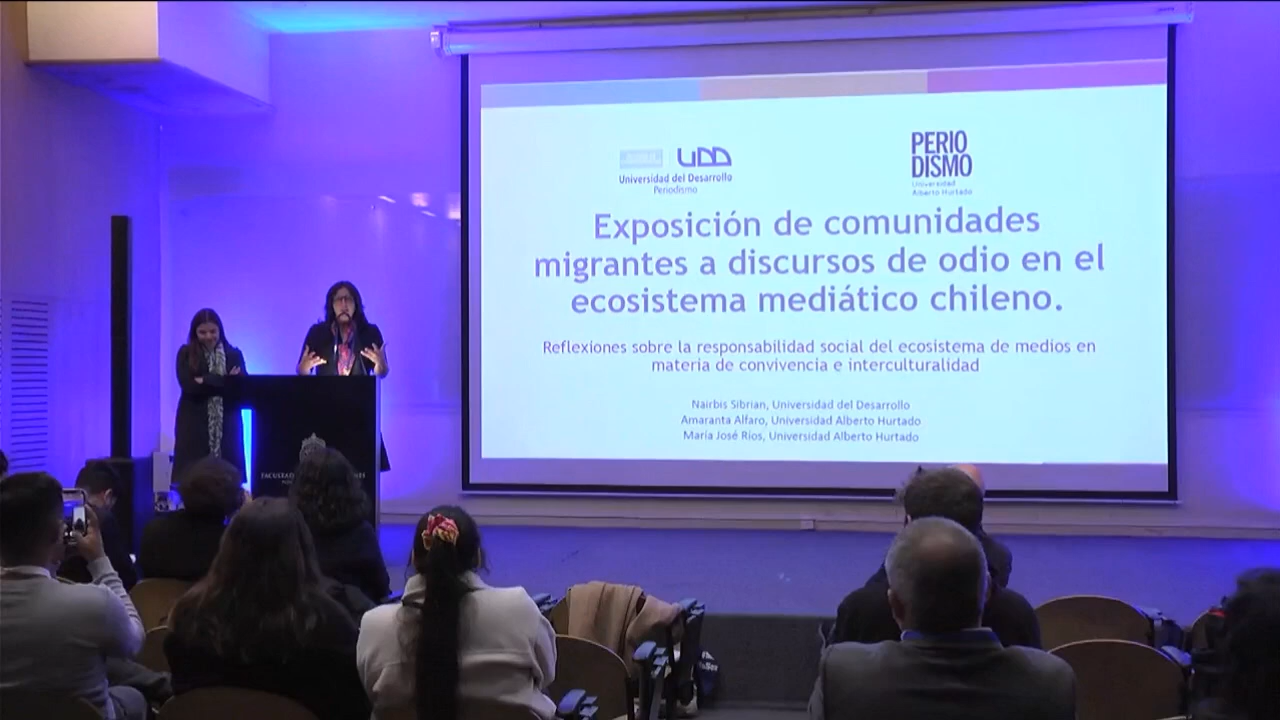 UDD
Universidad del Desarrollo
Periodismo
PERIO
DISMO
Universidad
Alberto Hurtado
Exposición de comunidades
migrantes a discursos de odio en el
ecosistema mediático chileno.
Reflexiones sobre la responsabilidad social del ecosistema de medios en
materia de convivencia e interculturalidad
Nairbis Sibrian, Universidad del Desarrollo
Amaranta Alfaro, Universidad Alberto Hurtado
María José Ríos, Universidad Alberto Hurtado